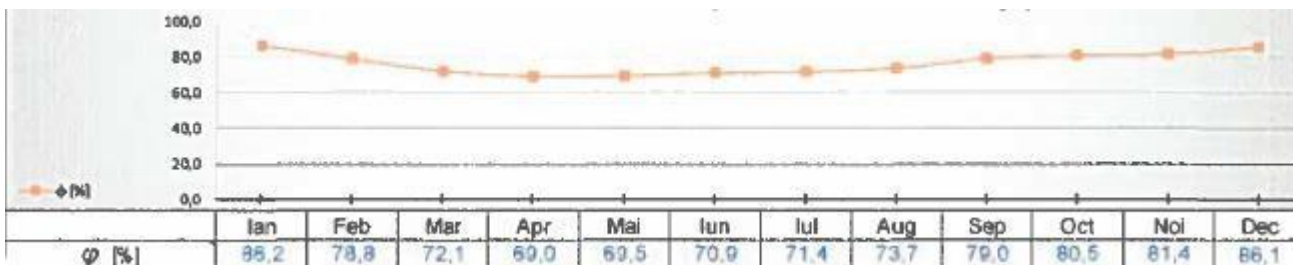 100,0
80,0
60,0
40,0
20,0
0,0
ϕ [%]
Ian Feb Mar Apr Mai Iun Iul Aug Sep Oct Noi Dec
φ [%] 86,2 78,8 72,1 69,0 69,5 70,9 71,4 73,7 79,0 80,5 81,4 86,1